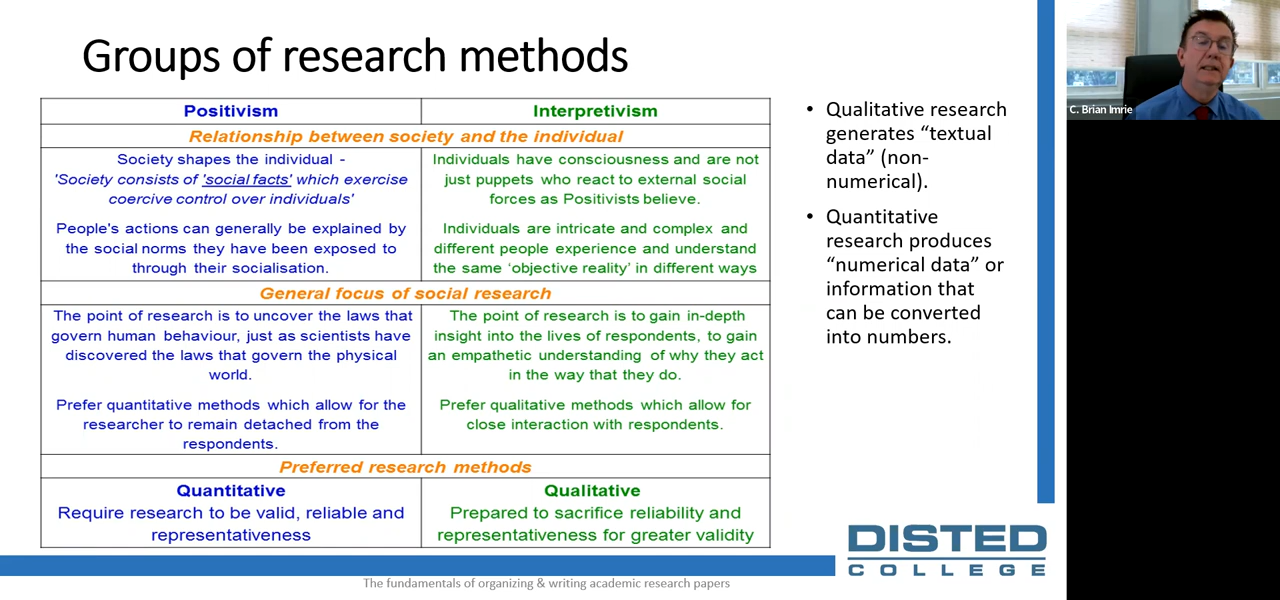 Groups of research methods
Positivism
Interpretivism
Relationship between society and the individual
Society shapes the individual -
'Society consists of 'social facts' which exercise
coercive control over individuals'
People's actions can generally be explained by
the social norms they have been exposed to
through their socialisation.
Individuals have consciousness and are not
just puppets who react to external social
forces as Positivists believe.
Individuals are intricate and complex and
different people experience and understand
the same 'objective reality' in different ways
General focus of social research
The point of research is to uncover the laws that
govern human behaviour, just as scientists have
discovered the laws that govern the physical
world.
Prefer quantitative methods which allow for the
researcher to remain detached from the
respondents.
The point of research is to gain in-depth
insight into the lives of respondents, to gain
an empathetic understanding of why they act
in the way that they do.
Prefer qualitative methods which allow for
close interaction with respondents.
Preferred research methods
Quantitative
Require research to be valid, reliable and
representativeness
Qualitative
Prepared to sacrifice reliability and
representativeness for greater validity
• Qualitative research
generates “textual
data” (non-
numerical).
• Quantitative
research produces
“numerical data” or
information that
can be converted
into numbers.
DISTED
COLLEGE
The fundamentals of organizing & writing academic research papers
C. Brian Imrie